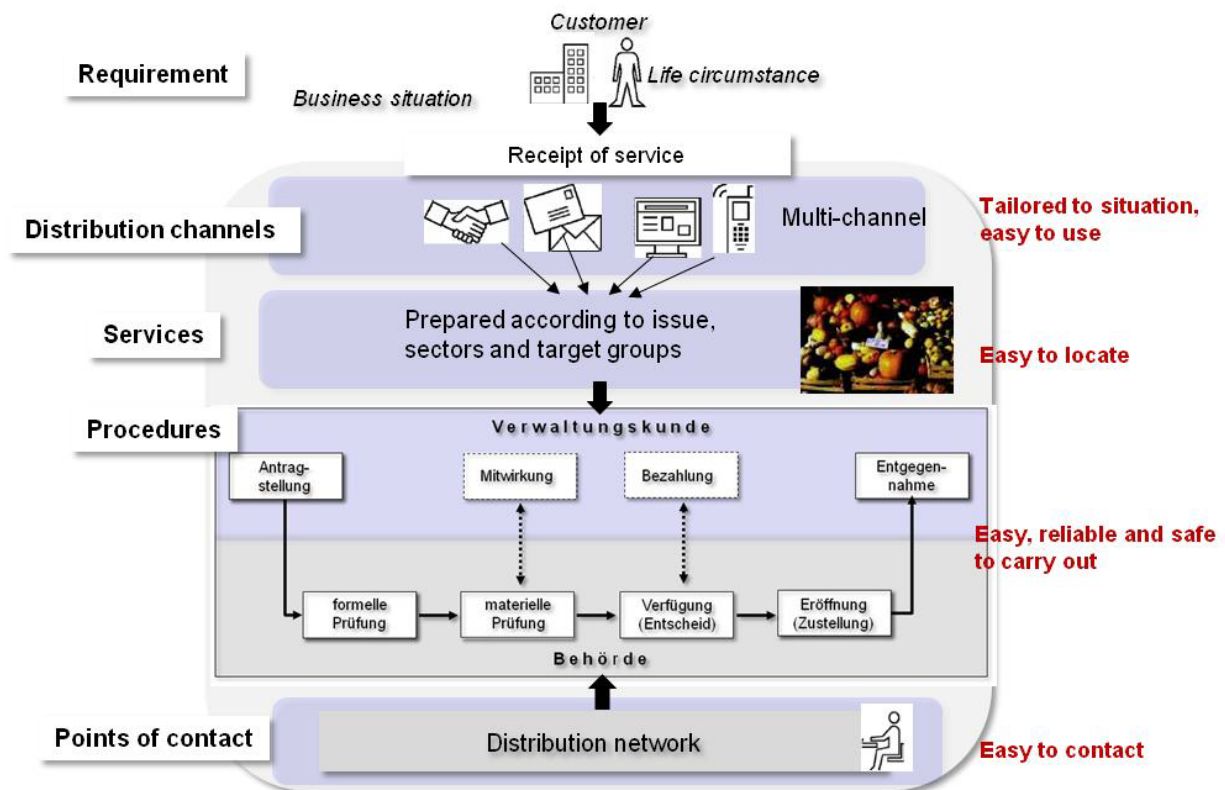 Customer
Requirement
Life circumstance
Business situation
Receipt of service
Distribution channels
Multi-channel
Tailored to situation,
easy to use
Services
Prepared according to issue,
sectors and target groups
Easy to locate
Procedures
Verwaltungskunde
Antrag-
stellung
Mitwirkung
Bezahlung
Entgegen-
nahme
Easy, reliable and safe
to carry out
formelle
Prüfung
materielle
Prüfung
Verfügung
(Entscheid)
Eröffnung
(Zustellung)
Behörde
Points of contact
Distribution network
Easy to contact